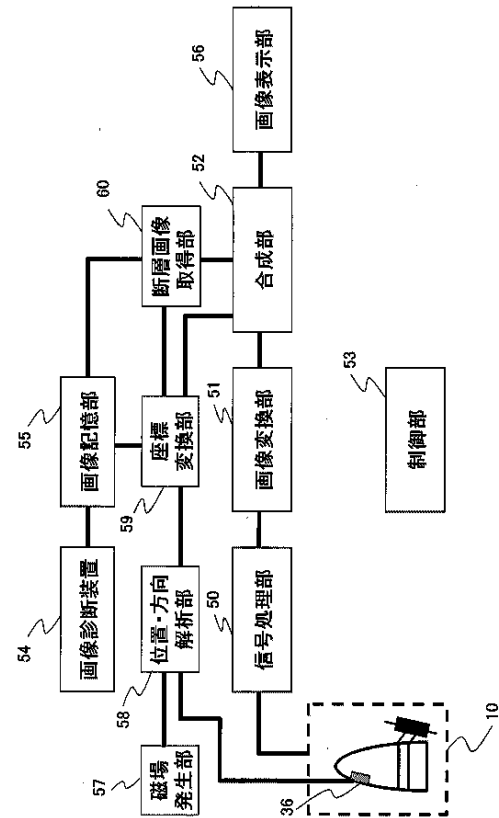 54
画像診断装置
55
画像記憶部
60
断層画像
取得部
57
磁場
発生部
58
位置・方向
解析部
59
座標
変換部
50
信号処理部
51
画像変換部
52
合成部
56
画像表示部
36
10
53
制御部